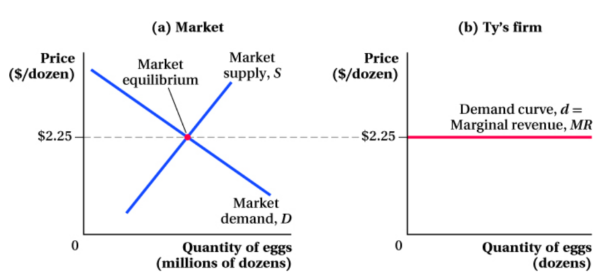 (a) Market
Price
($/dozen)
Market
equilibrium
Market
supply, S
$2.25
Market
demand, D
0
Quantity of eggs
(millions of dozens)
(b) Ty's firm
Price
($/dozen)
Demand curve, d =
Marginal revenue, MR
$2.25
0
Quantity of eggs
(dozens)